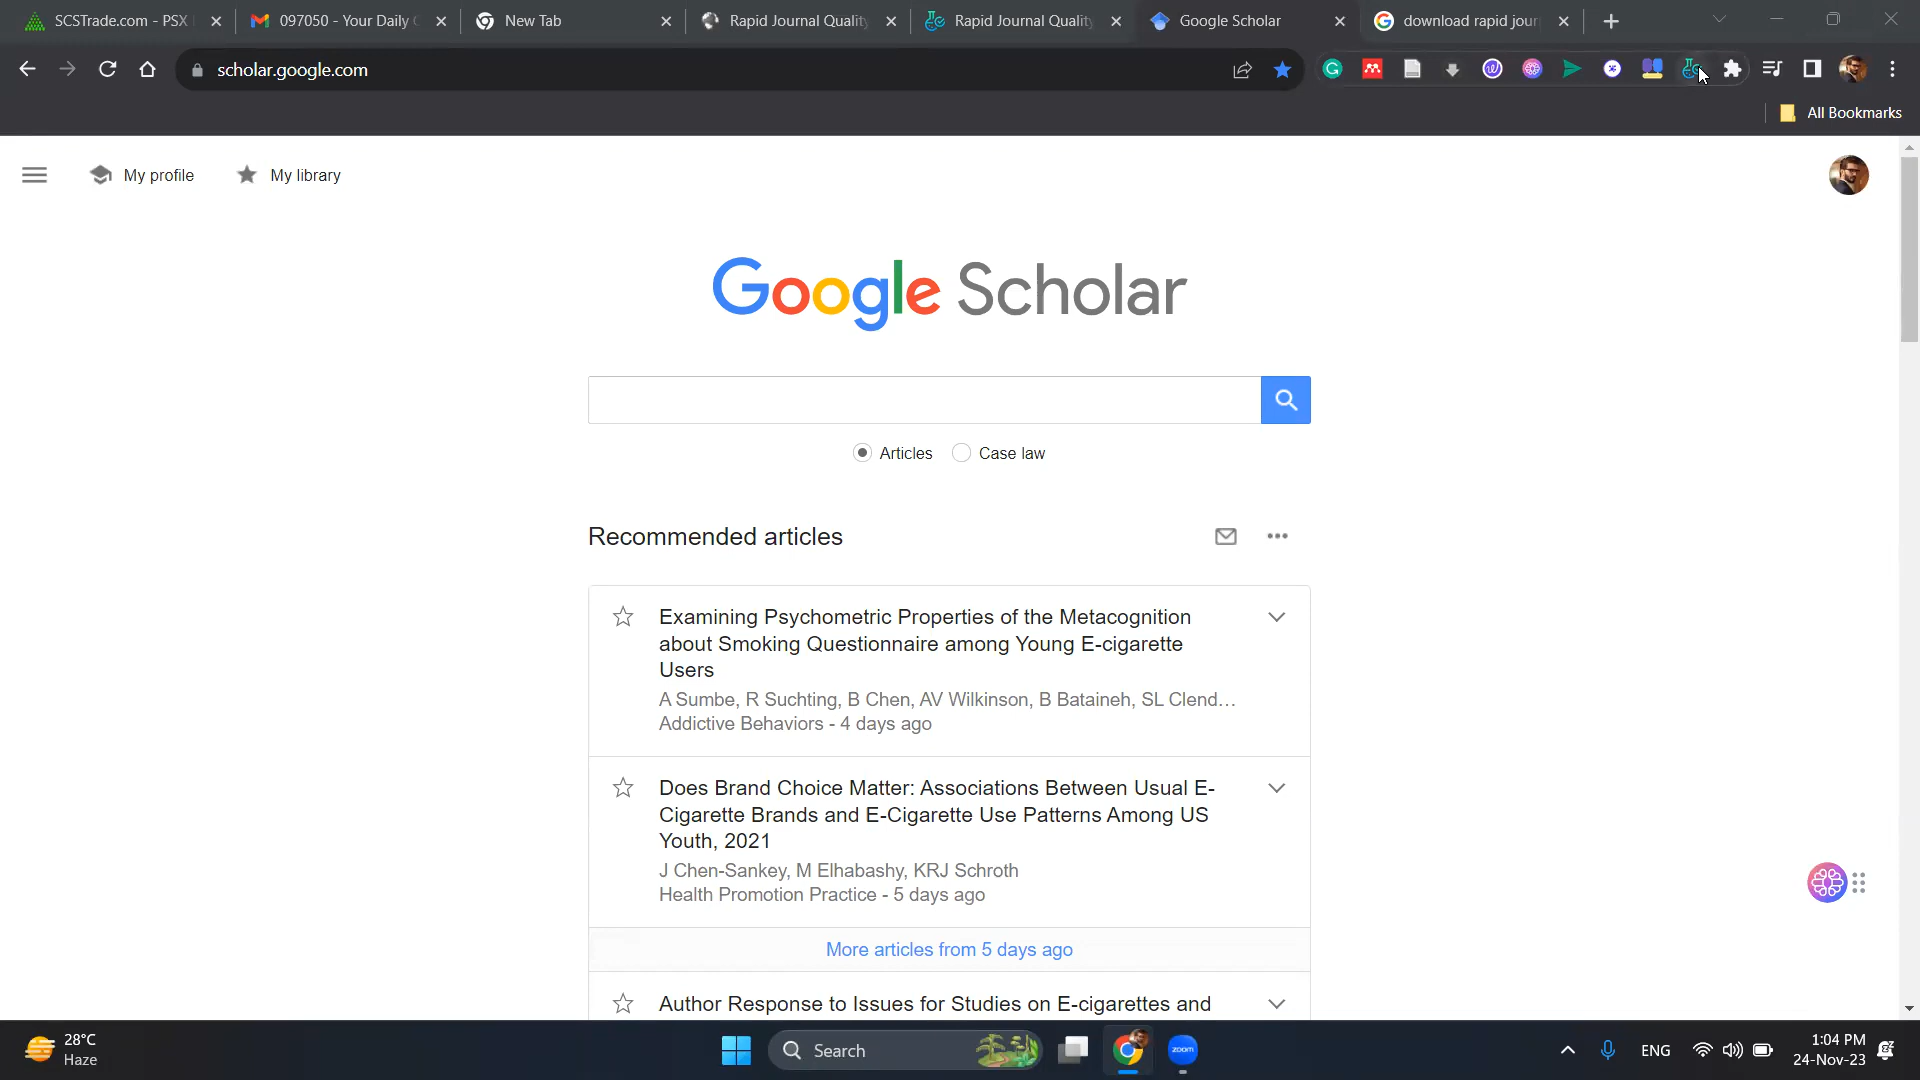 SCSTrade.com - PSX
097050 - Your Daily
New Tab
Rapid Journal Quality
Rapid Journal Quality
Google Scholar
download rapid jour
scholar.google.com
All Bookmarks
My profile
My library
Google Scholar
Articles
Case law
Recommended articles
Examining Psychometric Properties of the Metacognition
about Smoking Questionnaire among Young E-cigarette
Users
A Sumbe, R Suchting, B Chen, AV Wilkinson, B Bataineh, SL Clend…
Addictive Behaviors - 4 days ago
Does Brand Choice Matter: Associations Between Usual E-
Cigarette Brands and E-Cigarette Use Patterns Among US
Youth, 2021
J Chen-Sankey, M Elhabashy, KRJ Schroth
Health Promotion Practice - 5 days ago
More articles from 5 days ago
Author Response to Issues for Studies on E-cigarettes and
28°C
Haze
Search
zoom
ENG
1:04 PM
24-Nov-23